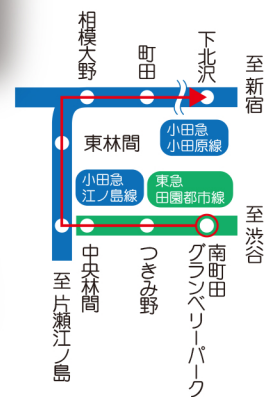 相模大野
町田
下北沢
至新宿
小田急
小田原線
東林間
小田急
江ノ島線
東急
田園都市線
至渋谷
中央林間
つきみ野
南町田
グランベリーパーク
至片瀬江ノ島